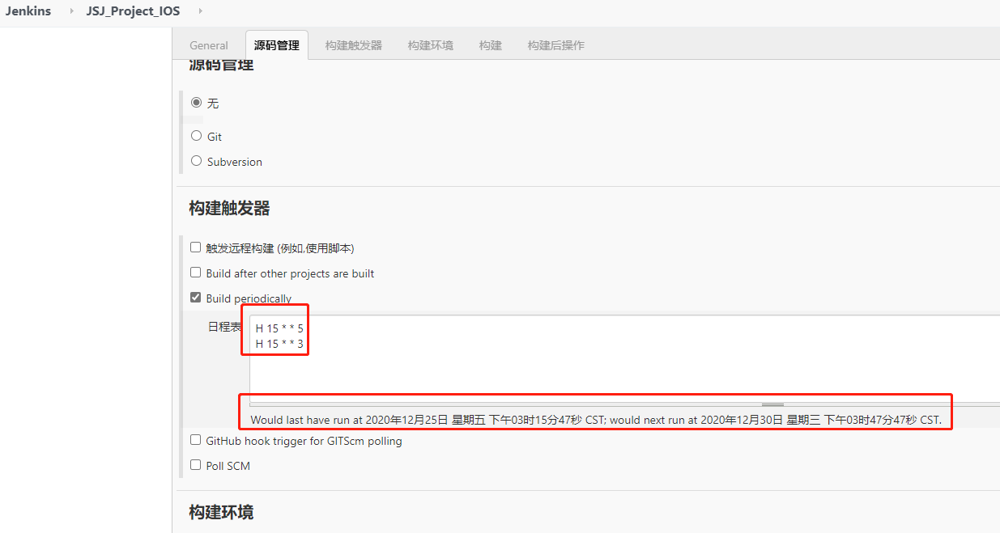 Jenkins JSJ_Project_IOS
General 源码管理 构建触发器 构建环境 构建 构建后操作
源码管理
无
Git
Subversion
构建触发器
触发远程构建 (例如,使用脚本)
Build after other projects are built
Build periodically
日程表
H 15 * * 5
H 15 * * 3
Would last have run at 2020年12月25日 星期五 下午03时15分47秒 CST; would next run at 2020年12月30日 星期三 下午03时47分47秒 CST.
GitHub hook trigger for GITScm polling
Poll SCM
构建环境